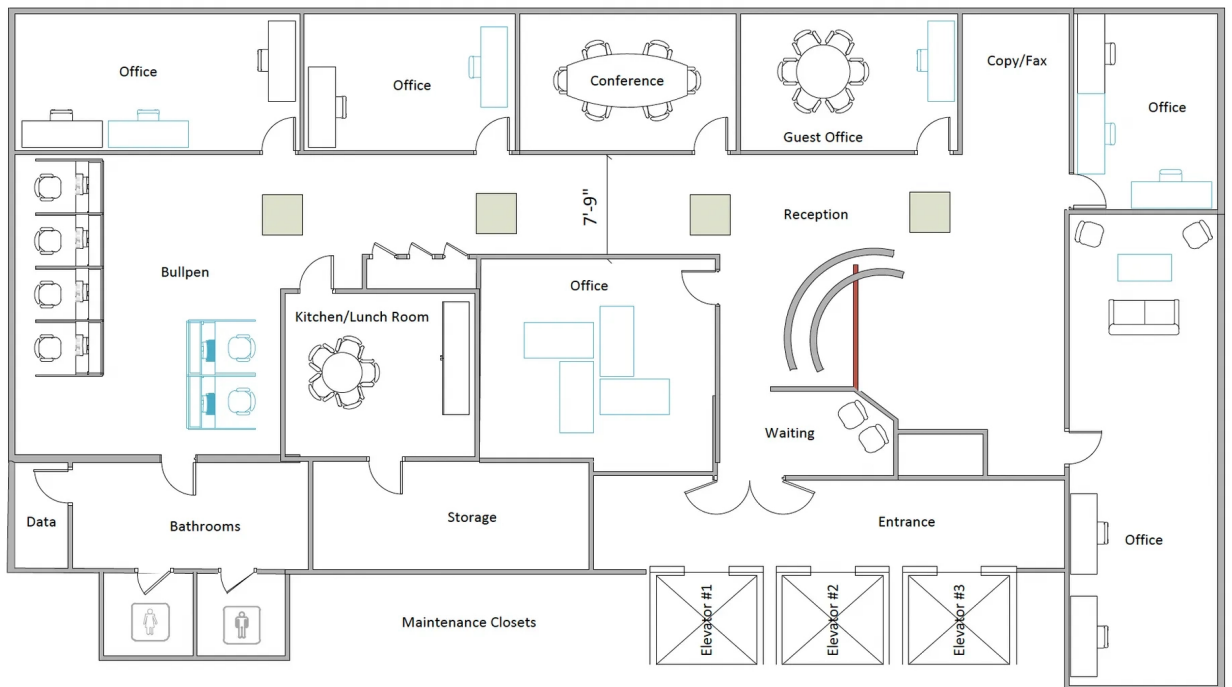 Office
Office
Conference
Guest Office
Copy/Fax
Office
7'-9"
Reception
Bullpen
Office
Kitchen/Lunch Room
Waiting
Data
Bathrooms
Storage
Entrance
Office
Maintenance Closets
Elevator #1
Elevator #2
Elevator #3